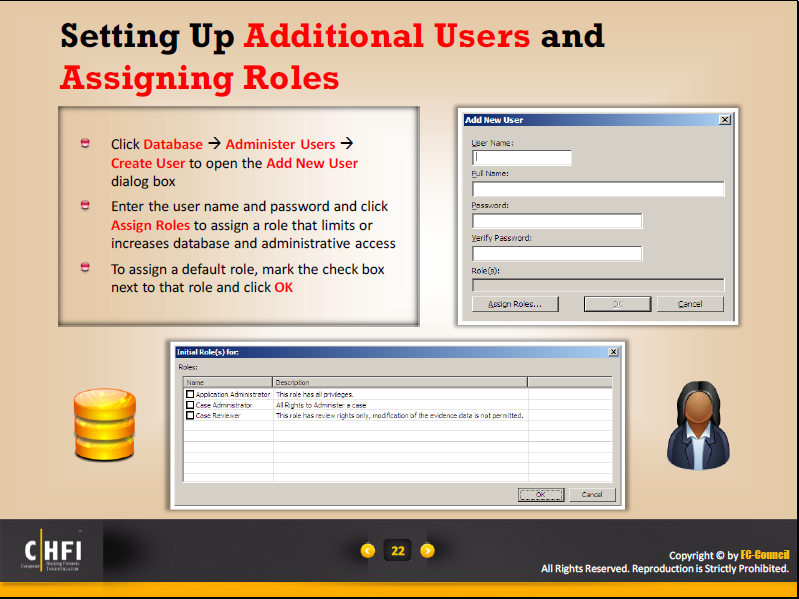 Setting Up Additional Users and
Assigning Roles
Click Database → Administer Users →
Create User to open the Add New User
dialog box
Enter the user name and password and click
Assign Roles to assign a role that limits or
increases database and administrative access
To assign a default role, mark the check box
next to that role and click OK
Add New User
User Name:
Full Name:
Password:
Verify Password:
Role(s):
Assign Roles...
OK
Cancel
Initial Role(s) for:
Roles:
Name Description
Application Administrator This role has all privileges.
Case Administrator All Rights to Administer a case
Case Reviewer This role has review rights only, modification of the evidence data is not permitted.
OK Cancel
CHFI
Computer Hacking Forensic
INVESTIGATOR
22
Copyright © by EC-Council
All Rights Reserved. Reproduction is Strictly Prohibited.